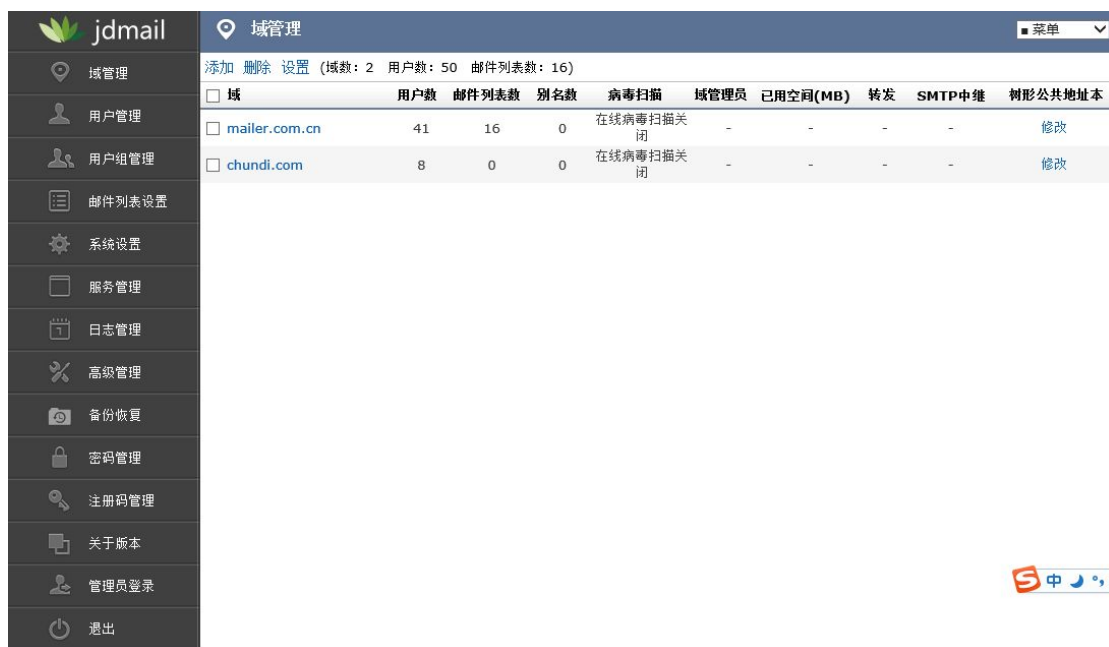 jdmail
域管理
■ 菜单
域管理
用户管理
用户组管理
邮件列表设置
系统设置
服务管理
日志管理
高级管理
备份恢复
密码管理
注册码管理
关于版本
管理员登录
退出
添加 删除 设置 (域数: 2 用户数: 50 邮件列表数: 16)
域 用户数 邮件列表数 别名数 病毒扫描 域管理员 已用空间(MB) 转发 SMTP中继 树形公共地址本
mailer.com.cn 41 16 0 在线病毒扫描关闭 - - - - 修改
chundi.com 8 0 0 在线病毒扫描关闭 - - - - 修改
中